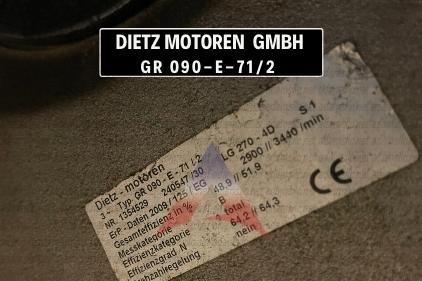 DIETZ MOTOREN GMBH
GR 090-E-71/2
Dietz - motoren
3 ~ Typ GR 090 - E - 71 / 2 LG 270 - 4D S 1
NR. 1354529 240547 /30 2900 // 3440 /min
ErP - Daten 2009 / 125 / EG
Gesamteffizienz in % 48,9 // 51,9
Messkategorie B
Effizienzkategorie total
Effizienzgrad N 64,2 / 64,3
Drehzahlregelung nein
CE